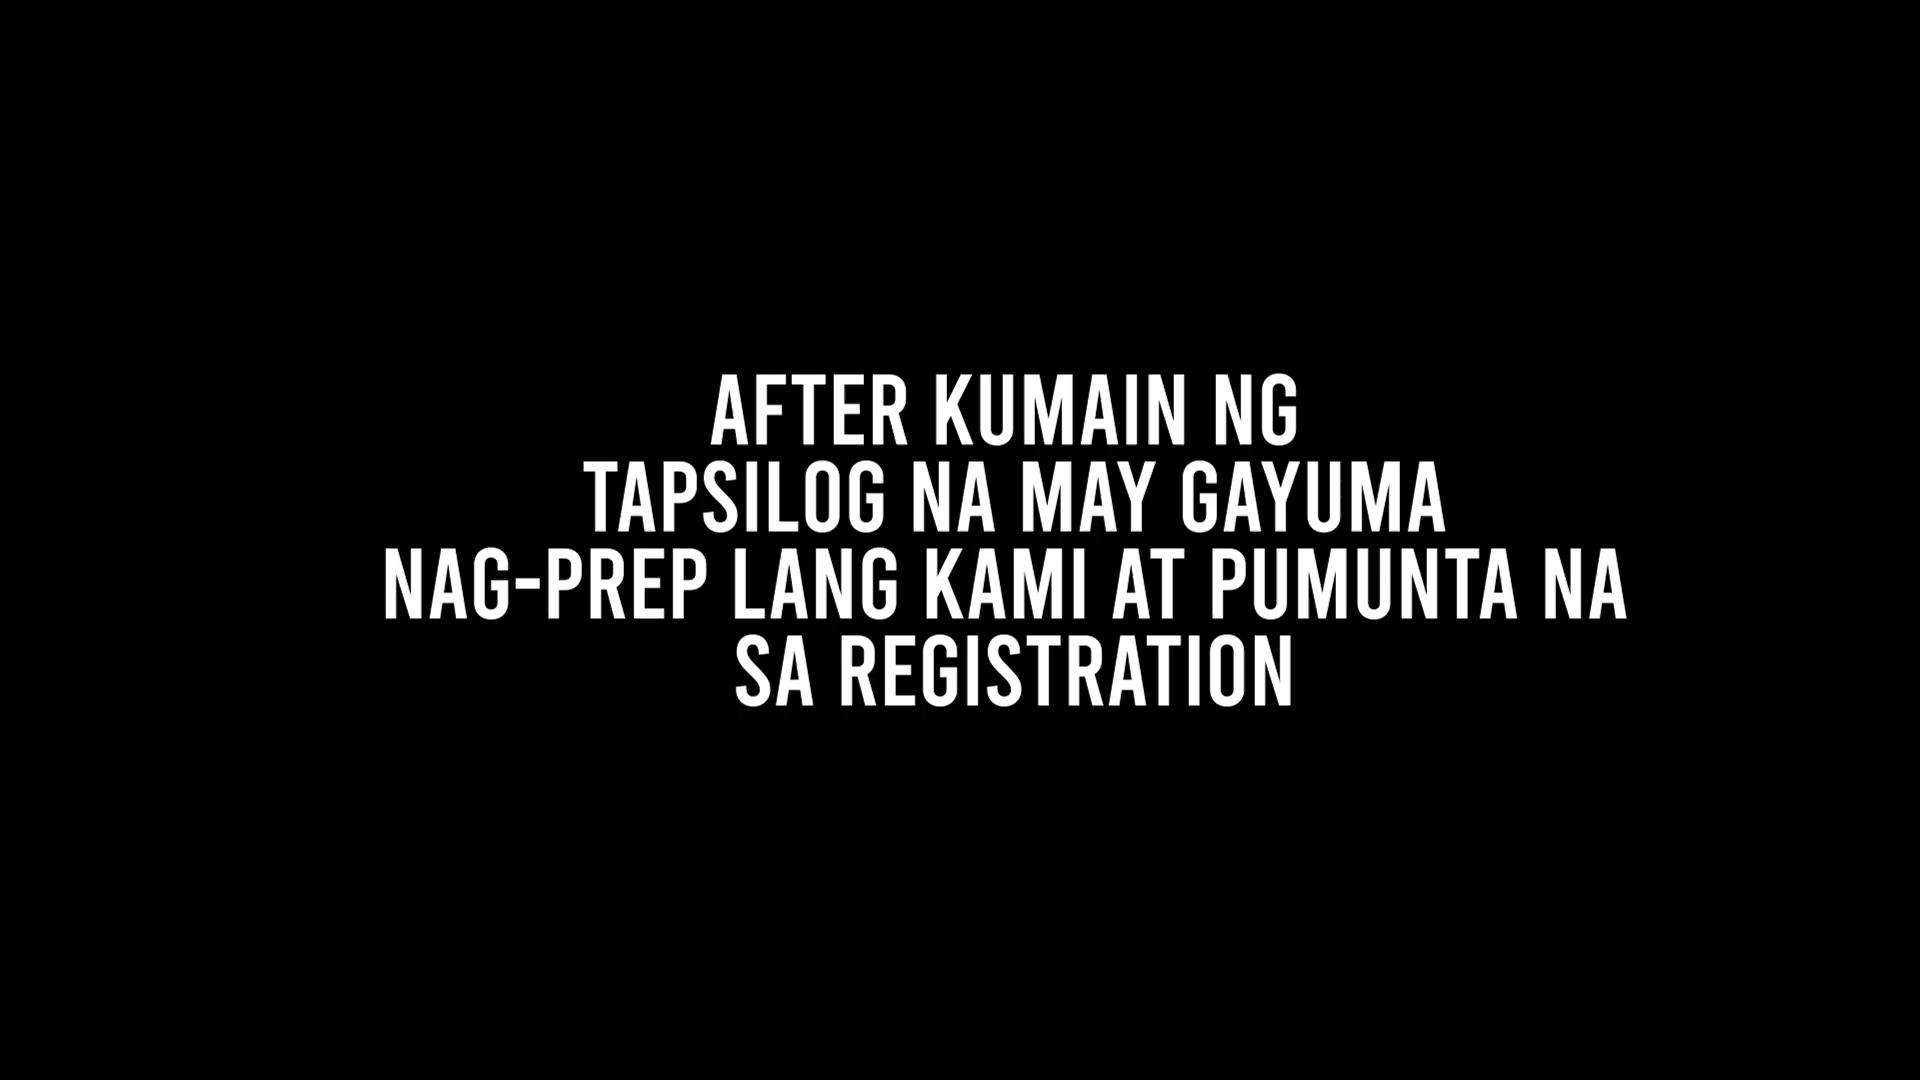 AFTER KUMAIN NG
TAPSILOG NA MAY GAYUMA
NAG-PREP LANG KAMI AT PUMUNTA NA
SA REGISTRATION